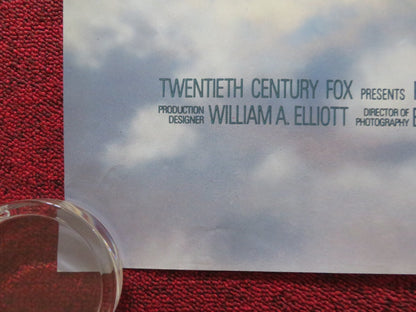 TWENTIETH CENTURY FOX PRESENTS
PRODUCTION DESIGNER WILLIAM A. ELLIOTT DIRECTOR OF PHOTOGRAPHY